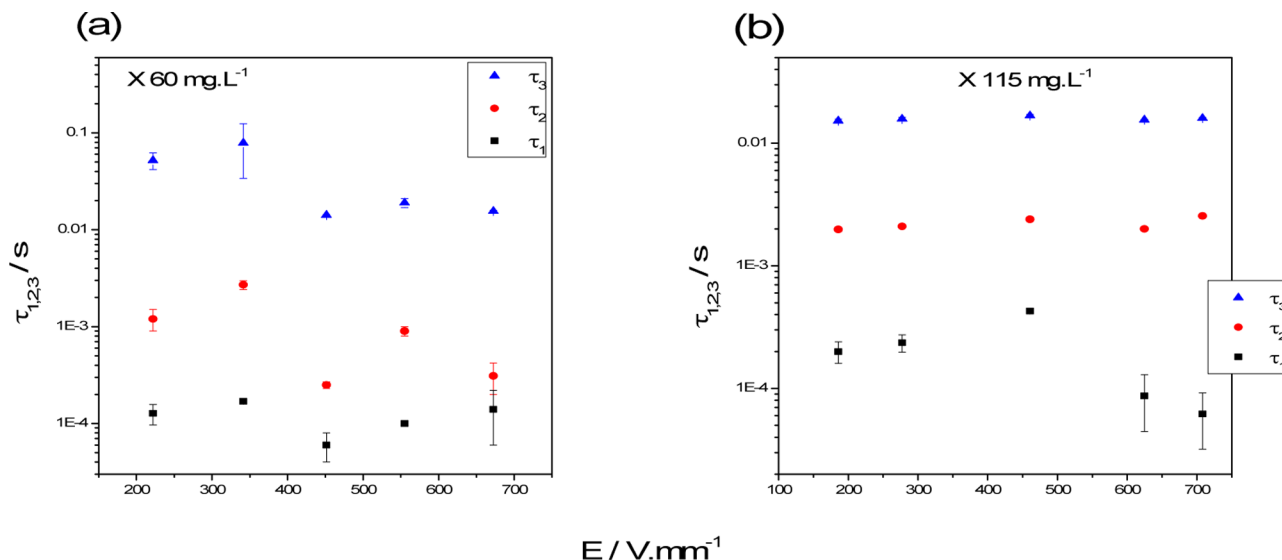 (a)
X 60 mg.L⁻¹
τ₃
τ₂
τ₁
0.1
0.01
1E-3
1E-4
τ₁,₂,₃ / s
200 300 400 500 600 700
(b)
X 115 mg.L⁻¹
0.01
1E-3
1E-4
τ₁,₂,₃ / s
τ₃
τ₂
τ
100 200 300 400 500 600 700
E / V.mm⁻¹